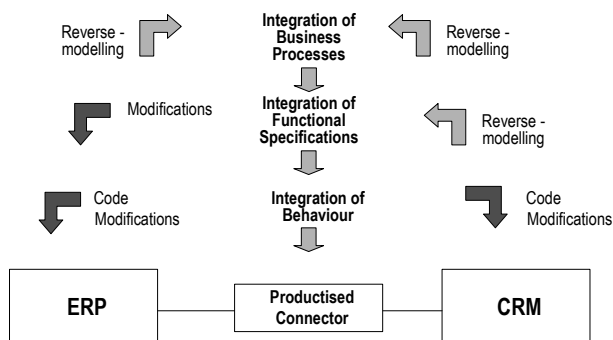 Reverse -
modelling
Integration of
Business
Processes
Reverse -
modelling
Modifications
Integration of
Functional
Specifications
Reverse -
modelling
Code
Modifications
Integration of
Behaviour
Code
Modifications
ERP
Productised
Connector
CRM